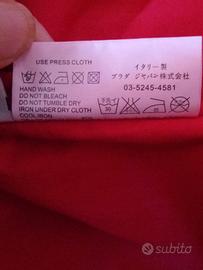 USE PRESS CLOTH
HAND WASH
DO NOT BLEACH
DO NOT TUMBLE DRY
IRON UNDER DRY CLOTH
COOL IRON
イタリー製
プラダ ジャパン株式会社
03-5245-4581
30
subito